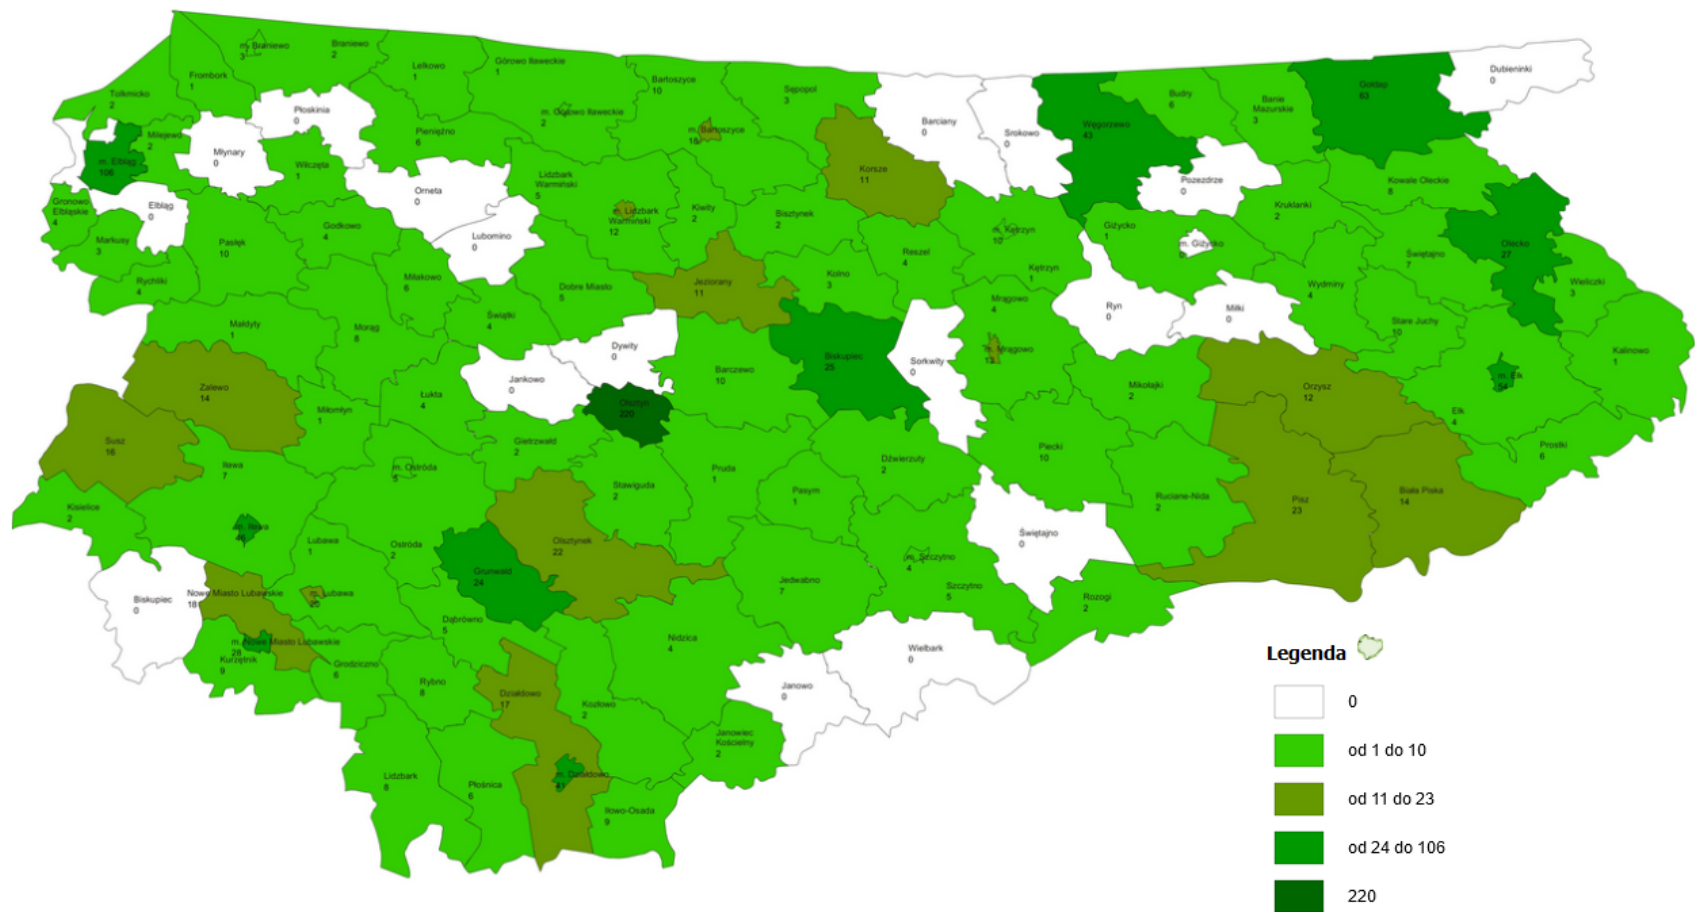 m. Braniewo
3
Braniewo
2
Lelkowo
1
Górowo Iławeckie
1
Bartoszyce
10
Sępopol
3
Barciany
0
Srokowo
0
Węgorzewo
43
Budry
6
Banie
Mazurskie
3
Gołdap
63
Dubeninki
0
Frombork
1
Tolkmicko
2
Płoskinia
0
m. Górowo Iławeckie
2
Pieniężno
6
m. Bartoszyce
18
Milejewo
2
m. Elbląg
106
Młynary
0
Wilczęta
1
Orneta
0
Lidzbark
Warmiński
5
m. Lidzbark
Warmiński
12
Kiwity
2
Bisztynek
2
Korsze
11
Pozezdrze
0
Kowale Oleckie
8
Kruklanki
2
Gronowo
Elbląskie
4
Elbląg
0
Markusy
3
Pasłęk
10
Godkowo
4
Lubomino
0
Reszel
4
m. Kętrzyn
10
Kętrzyn
1
Giżycko
1
m. Giżycko
Świętajno
7
Olecko
27
Wieliczki
3
Rychliki
4
Miłakowo
6
Dobre Miasto
5
Jeziorany
11
Kolno
3
Mrągowo
4
Ryn
0
Miłki
0
Wydminy
4
Stare Juchy
10
Małdyty
1
Morąg
8
Świątki
4
Dywity
0
Barczewo
10
Biskupiec
25
Sorkwity
0
m. Mrągowo
Kalinowo
1
Zalewo
14
Miłomłyn
1
Łukta
4
Jankowo
0
Olsztyn
220
Mikołajki
2
Orzysz
12
m. Ełk
54
Ełk
4
Susz
16
Iława
7
m. Ostróda
5
Gietrzwałd
2
Stawiguda
2
Pruda
1
Pasym
1
Dźwierzuty
2
Piecki
10
Ruciane-Nida
2
Pisz
23
Biała Piska
14
Prostki
6
Kisielice
2
m. Iława
46
Lubawa
1
Ostróda
2
Grunwald
24
Olsztynek
22
Jedwabno
7
m. Szczytno
4
Szczytno
5
Świętajno
0
Rozogi
2
Biskupiec
0
Nowe Miasto Lubawskie
18
m. Lubawa
20
m. Nowe Miasto Lubawskie
28
Kurzętnik
9
Grodziczno
6
Dąbrówno
5
Rybno
8
Działdowo
17
Nidzica
4
Kozłowo
2
Janowo
0
Wielbark
0
Janowiec
Kościelny
2
Lidzbark
8
Płośnica
6
m. Działdowo
41
Iłowo-Osada
9
Legenda
0
od 1 do 10
od 11 do 23
od 24 do 106
220